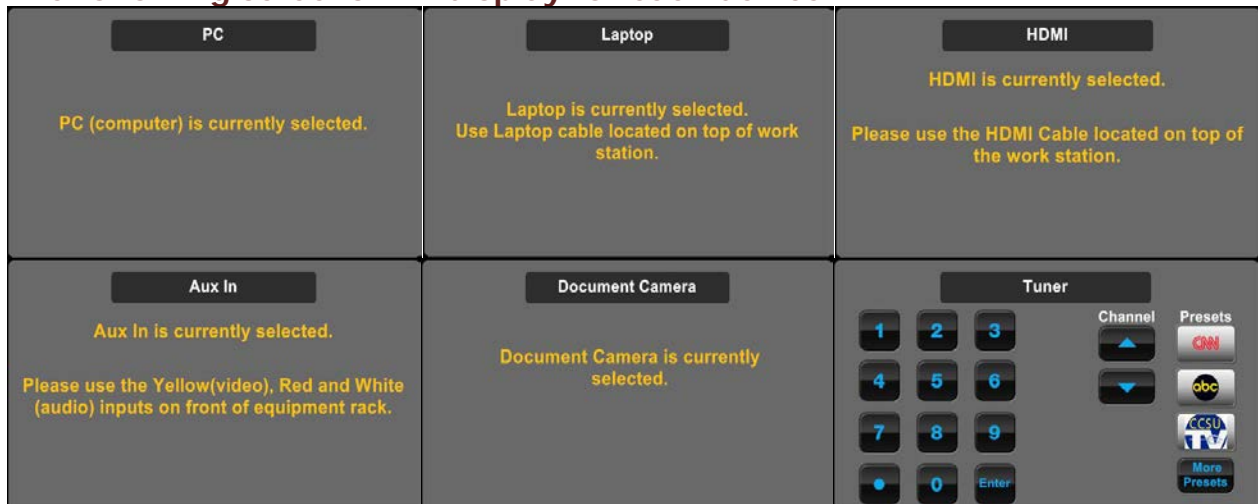 PC
PC (computer) is currently selected.
Laptop
Laptop is currently selected.
Use Laptop cable located on top of work
station.
HDMI
HDMI is currently selected.
Please use the HDMI Cable located on top of
the work station.
Aux In
Aux In is currently selected.
Please use the Yellow(video), Red and White
(audio) inputs on front of equipment rack.
Document Camera
Document Camera is currently
selected.
Tuner
Channel Presets
1 2 3
CNN
4 5 6
abc
7 8 9
CCSU
TV
0 Enter
More
Presets